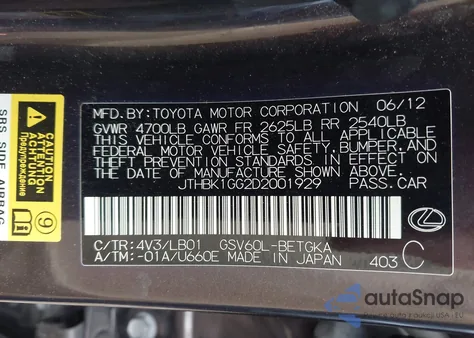 MFD.BY:TOYOTA MOTOR CORPORATION 06/12
GVWR 4700LB GAWR FR 2625LB RR 2540LB
THIS VEHICLE CONFORMS TO ALL APPLICABLE
FEDERAL MOTOR VEHICLE SAFETY,BUMPER,AND
THEFT PREVENTION STANDARDS IN EFFECT ON
THE DATE OF MANUFACTURE SHOWN ABOVE.
JTHBK1GG2D2001929 PASS.CAR
C/TR:4V3/LB01 GSV60L-BETGKA
A/TM:-01A/U660E MADE IN JAPAN 403 C
SRS SIDE AIRBAG
CAUTION
Предупреждение
9
autoSnap